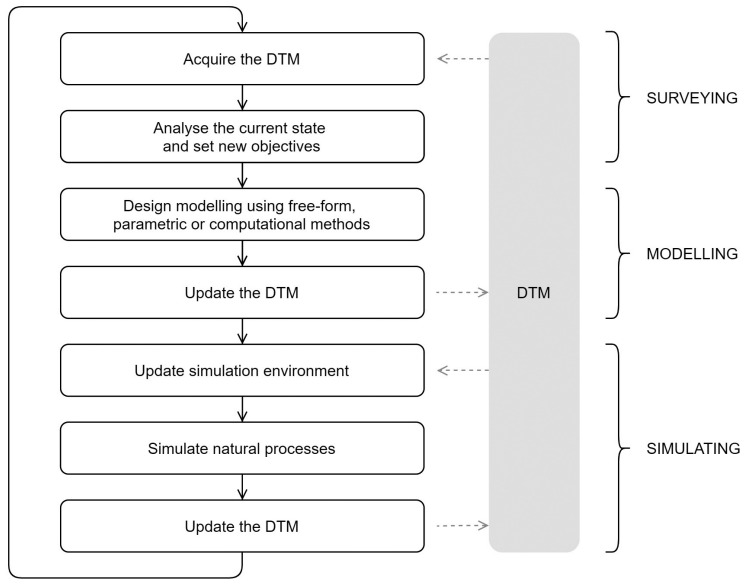 Acquire the DTM
SURVEYING
Analyse the current state
and set new objectives
Design modelling using free-form,
parametric or computational methods
MODELLING
Update the DTM
DTM
Update simulation environment
Simulate natural processes
SIMULATING
Update the DTM